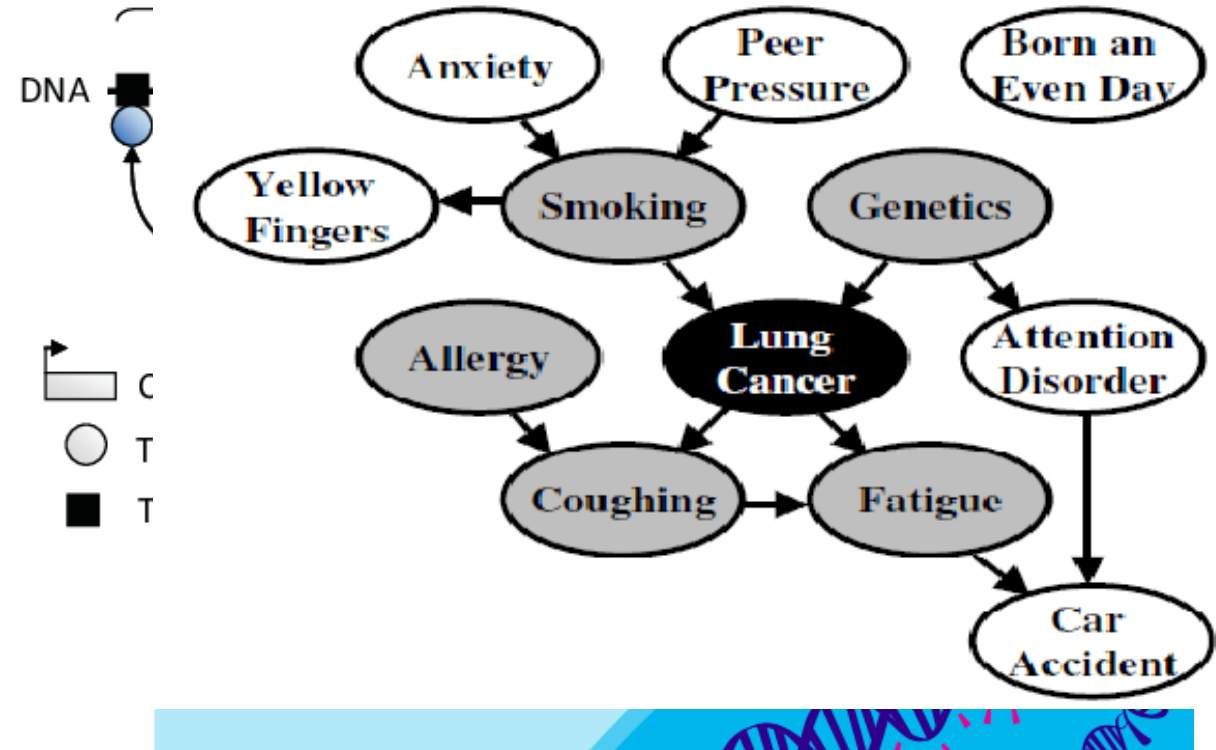 DNA
Anxiety
Peer
Pressure
Born an
Even Day
Yellow
Fingers
Smoking
Genetics
Allergy
Lung
Cancer
Attention
Disorder
Coughing
Fatigue
Car
Accident
T
T